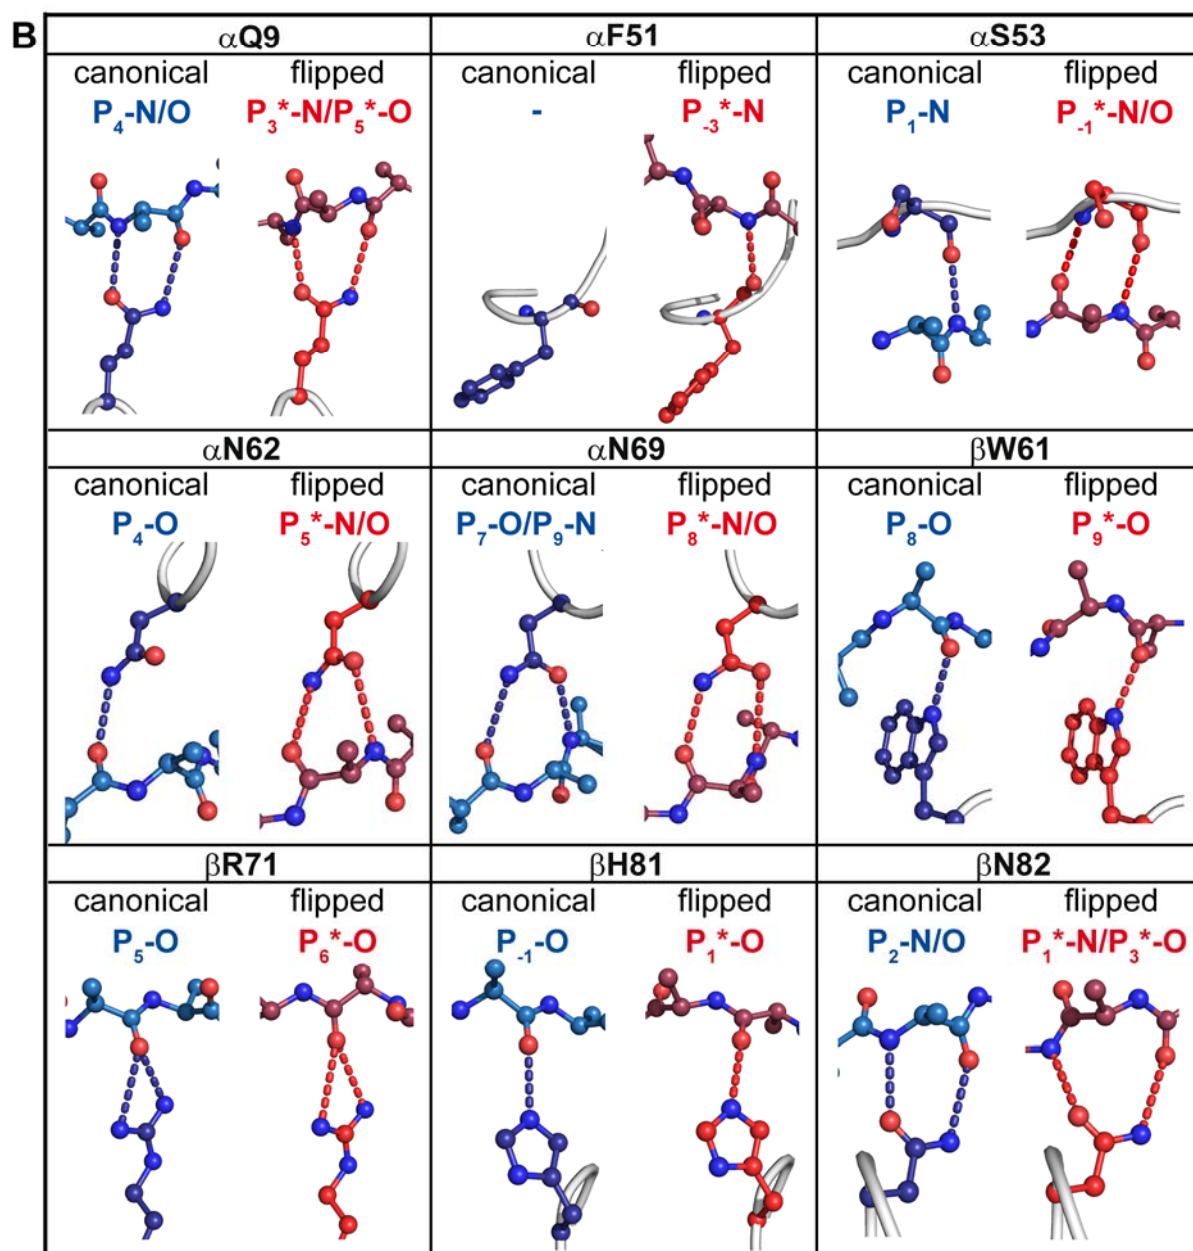 B
αQ9 αF51 αS53
canonical flipped canonical flipped canonical flipped
P4-N/O P3*-N/P5*-O - P-3*-N P1-N P-1*-N/O
αN62 αN69 βW61
canonical flipped canonical flipped canonical flipped
P4-O P5*-N/O P7-O/P9-N P8*-N/O P8-O P9*-O
βR71 βH81 βN82
canonical flipped canonical flipped canonical flipped
P5-O P6*-O P-1-O P1*-O P2-N/O P1*-N/P3*-O